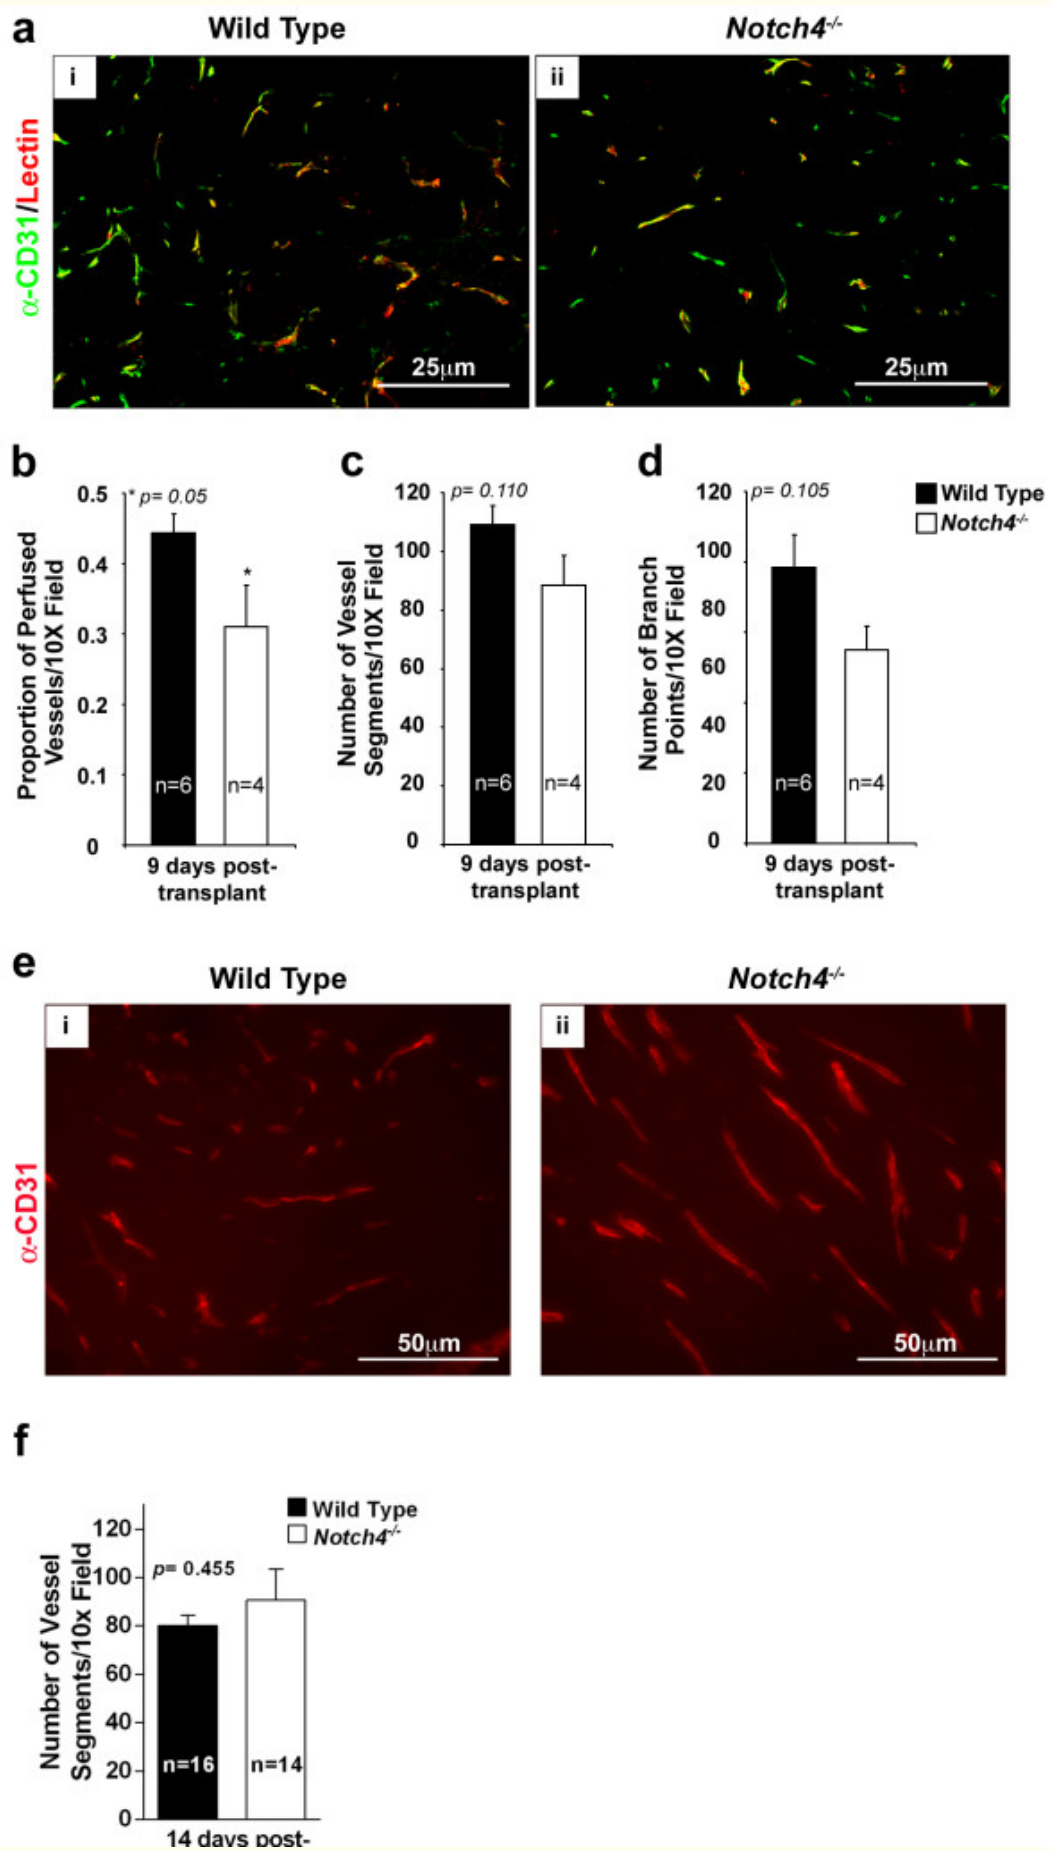 a
Wild Type
Notch4-/-
α-CD31/Lectin
i
25μm
ii
25μm
b
Proportion of Perfused
Vessels/10X Field
0.5
0.4
0.3
0.2
0.1
0
* p= 0.05
*
n=6
n=4
9 days post-
transplant
c
Number of Vessel
Segments/10X Field
120
100
80
60
40
20
0
p= 0.110
n=6
n=4
9 days post-
transplant
d
Number of Branch
Points/10X Field
120
100
80
60
40
20
0
p= 0.105
n=6
n=4
9 days post-
transplant
Wild Type
Notch4-/-
e
Wild Type
Notch4-/-
α-CD31
i
50μm
ii
50μm
f
Number of Vessel
Segments/10x Field
120
100
80
60
40
20
0
p= 0.455
n=16
n=14
Wild Type
Notch4-/-
14 days post-